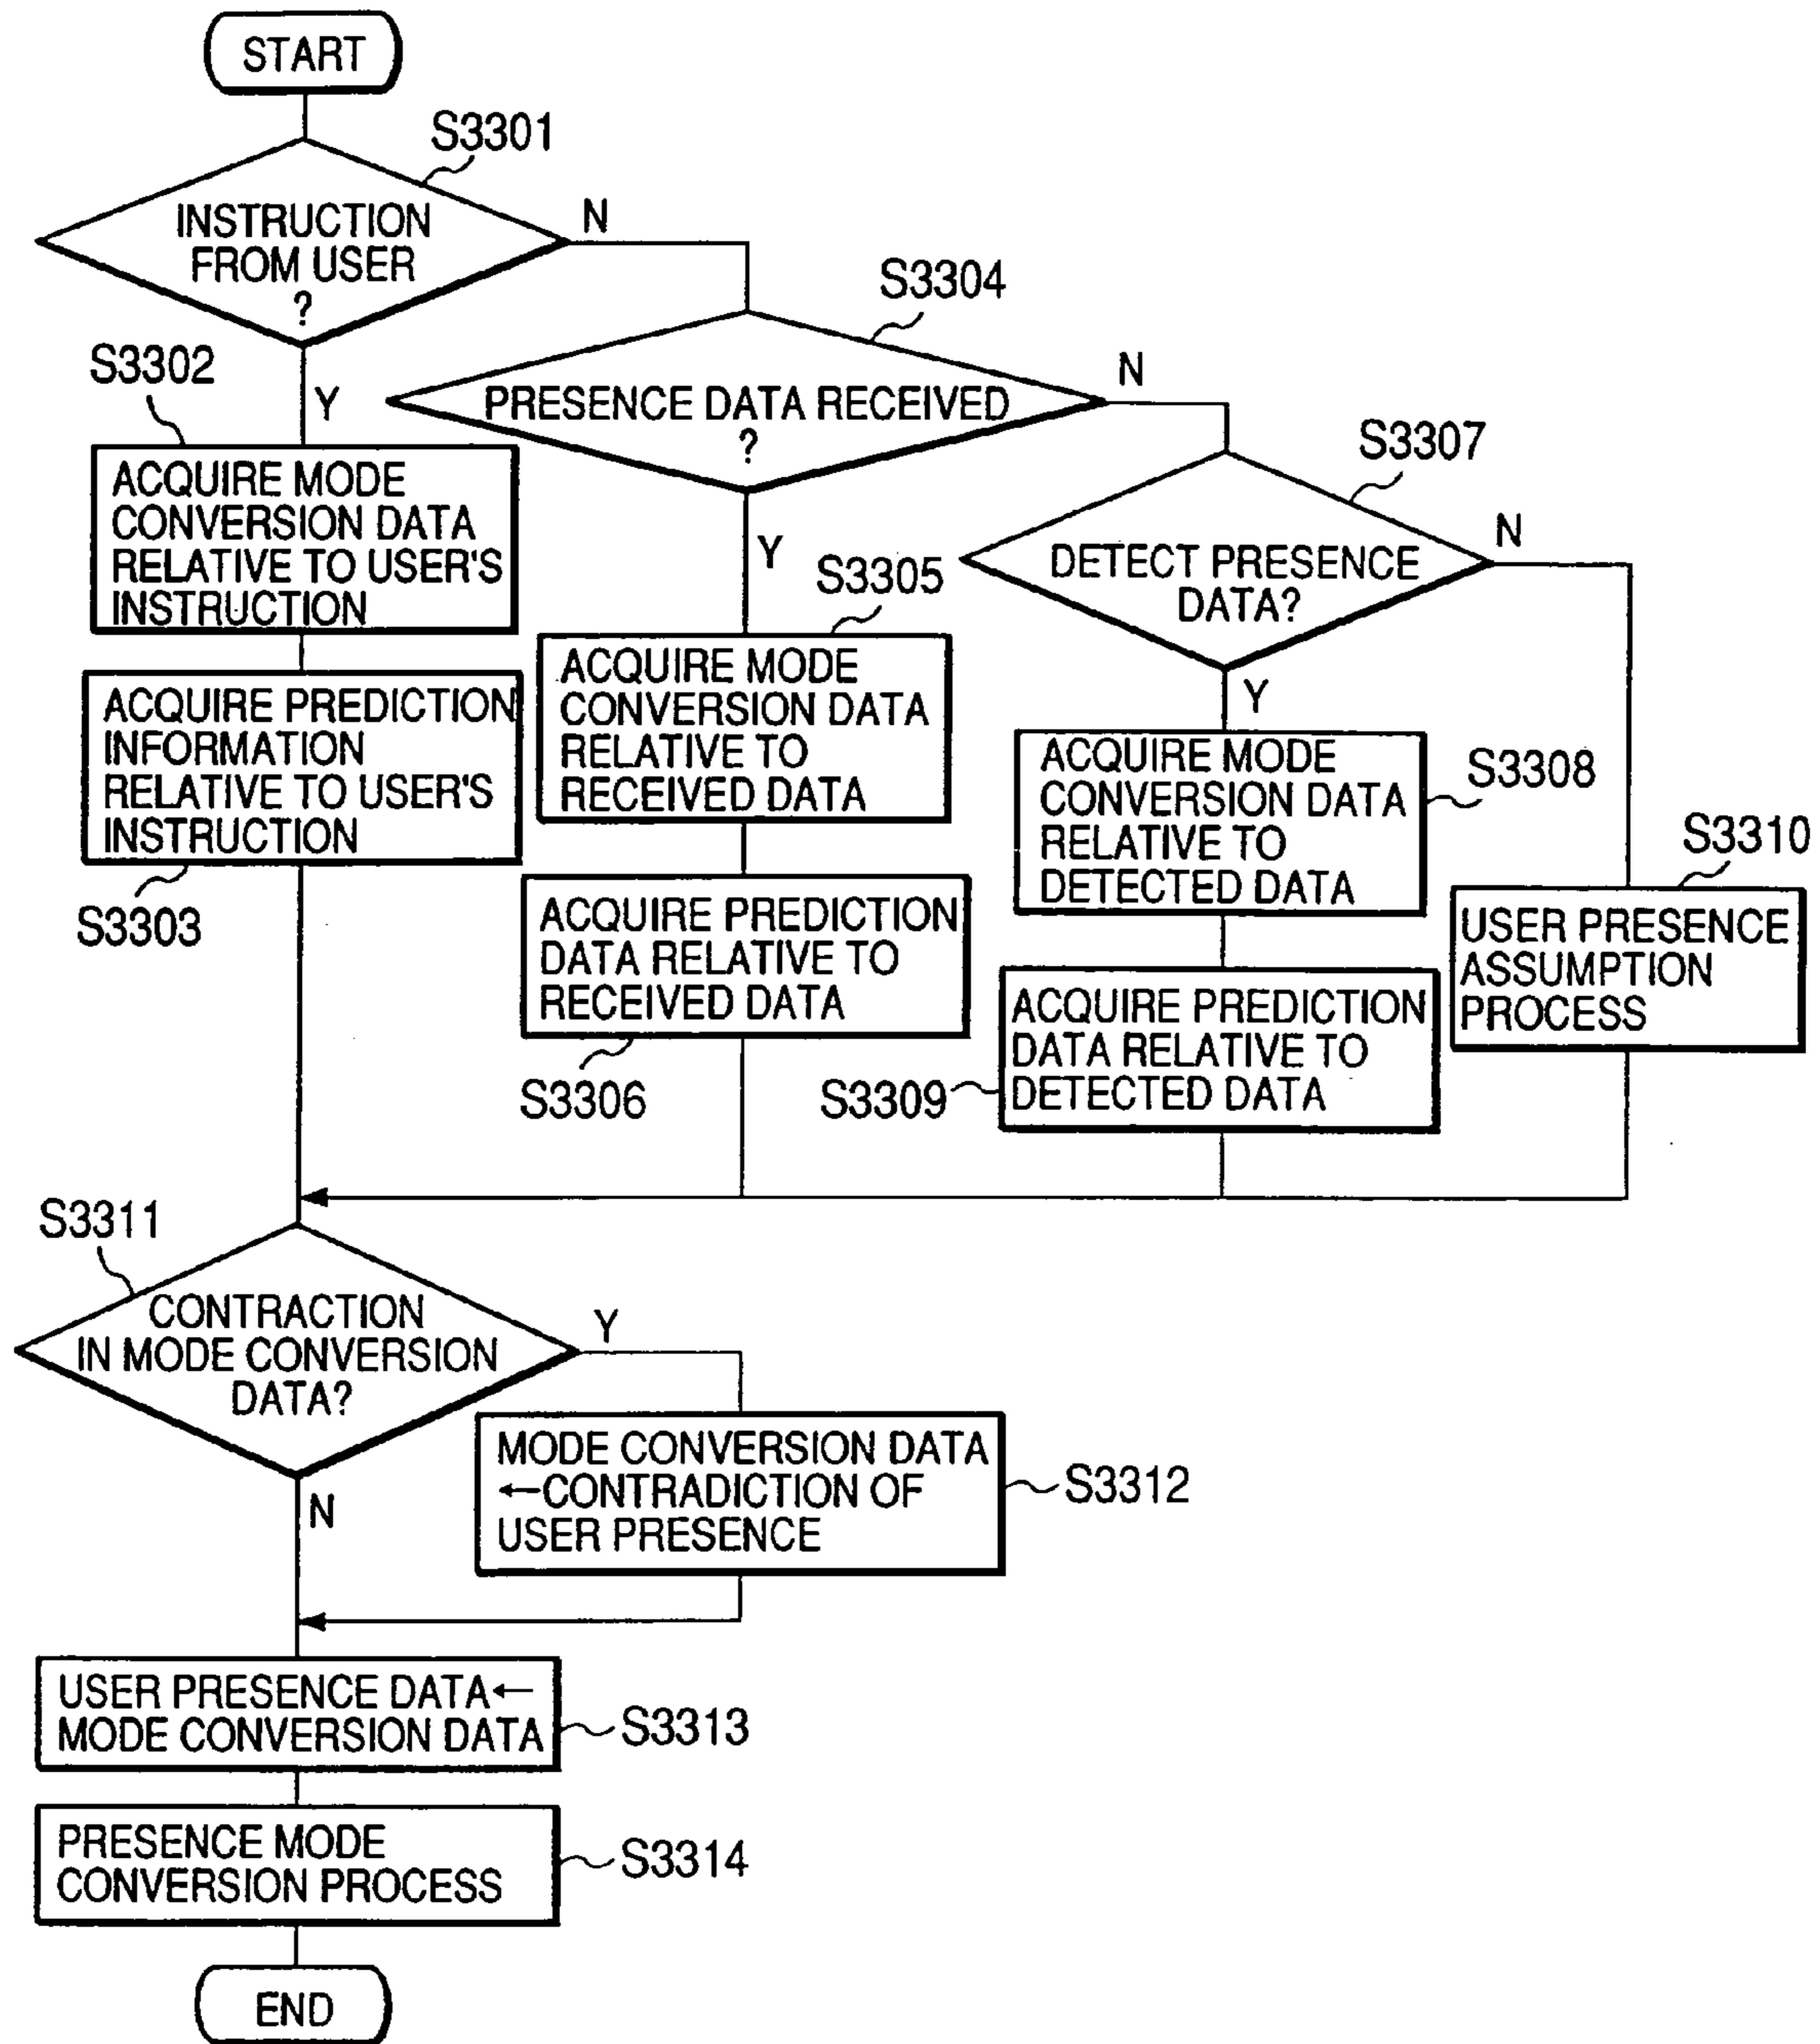 START
S3301
INSTRUCTION
FROM USER
?
N
Y
S3304
PRESENCE DATA RECEIVED
?
N
Y
S3302
ACQUIRE MODE
CONVERSION DATA
RELATIVE TO USER'S
INSTRUCTION
ACQUIRE PREDICTION
INFORMATION
RELATIVE TO USER'S
INSTRUCTION
S3303
S3305
ACQUIRE MODE
CONVERSION DATA
RELATIVE TO
RECEIVED DATA
ACQUIRE PREDICTION
DATA RELATIVE TO
RECEIVED DATA
S3306
S3307
DETECT PRESENCE
DATA?
N
Y
ACQUIRE MODE
CONVERSION DATA
RELATIVE TO
DETECTED DATA
S3308
ACQUIRE PREDICTION
DATA RELATIVE TO
DETECTED DATA
S3309
S3310
USER PRESENCE
ASSUMPTION
PROCESS
S3311
CONTRACTION
IN MODE CONVERSION
DATA?
Y
N
MODE CONVERSION DATA
←CONTRADICTION OF
USER PRESENCE
S3312
USER PRESENCE DATA←
MODE CONVERSION DATA
S3313
PRESENCE MODE
CONVERSION PROCESS
S3314
END